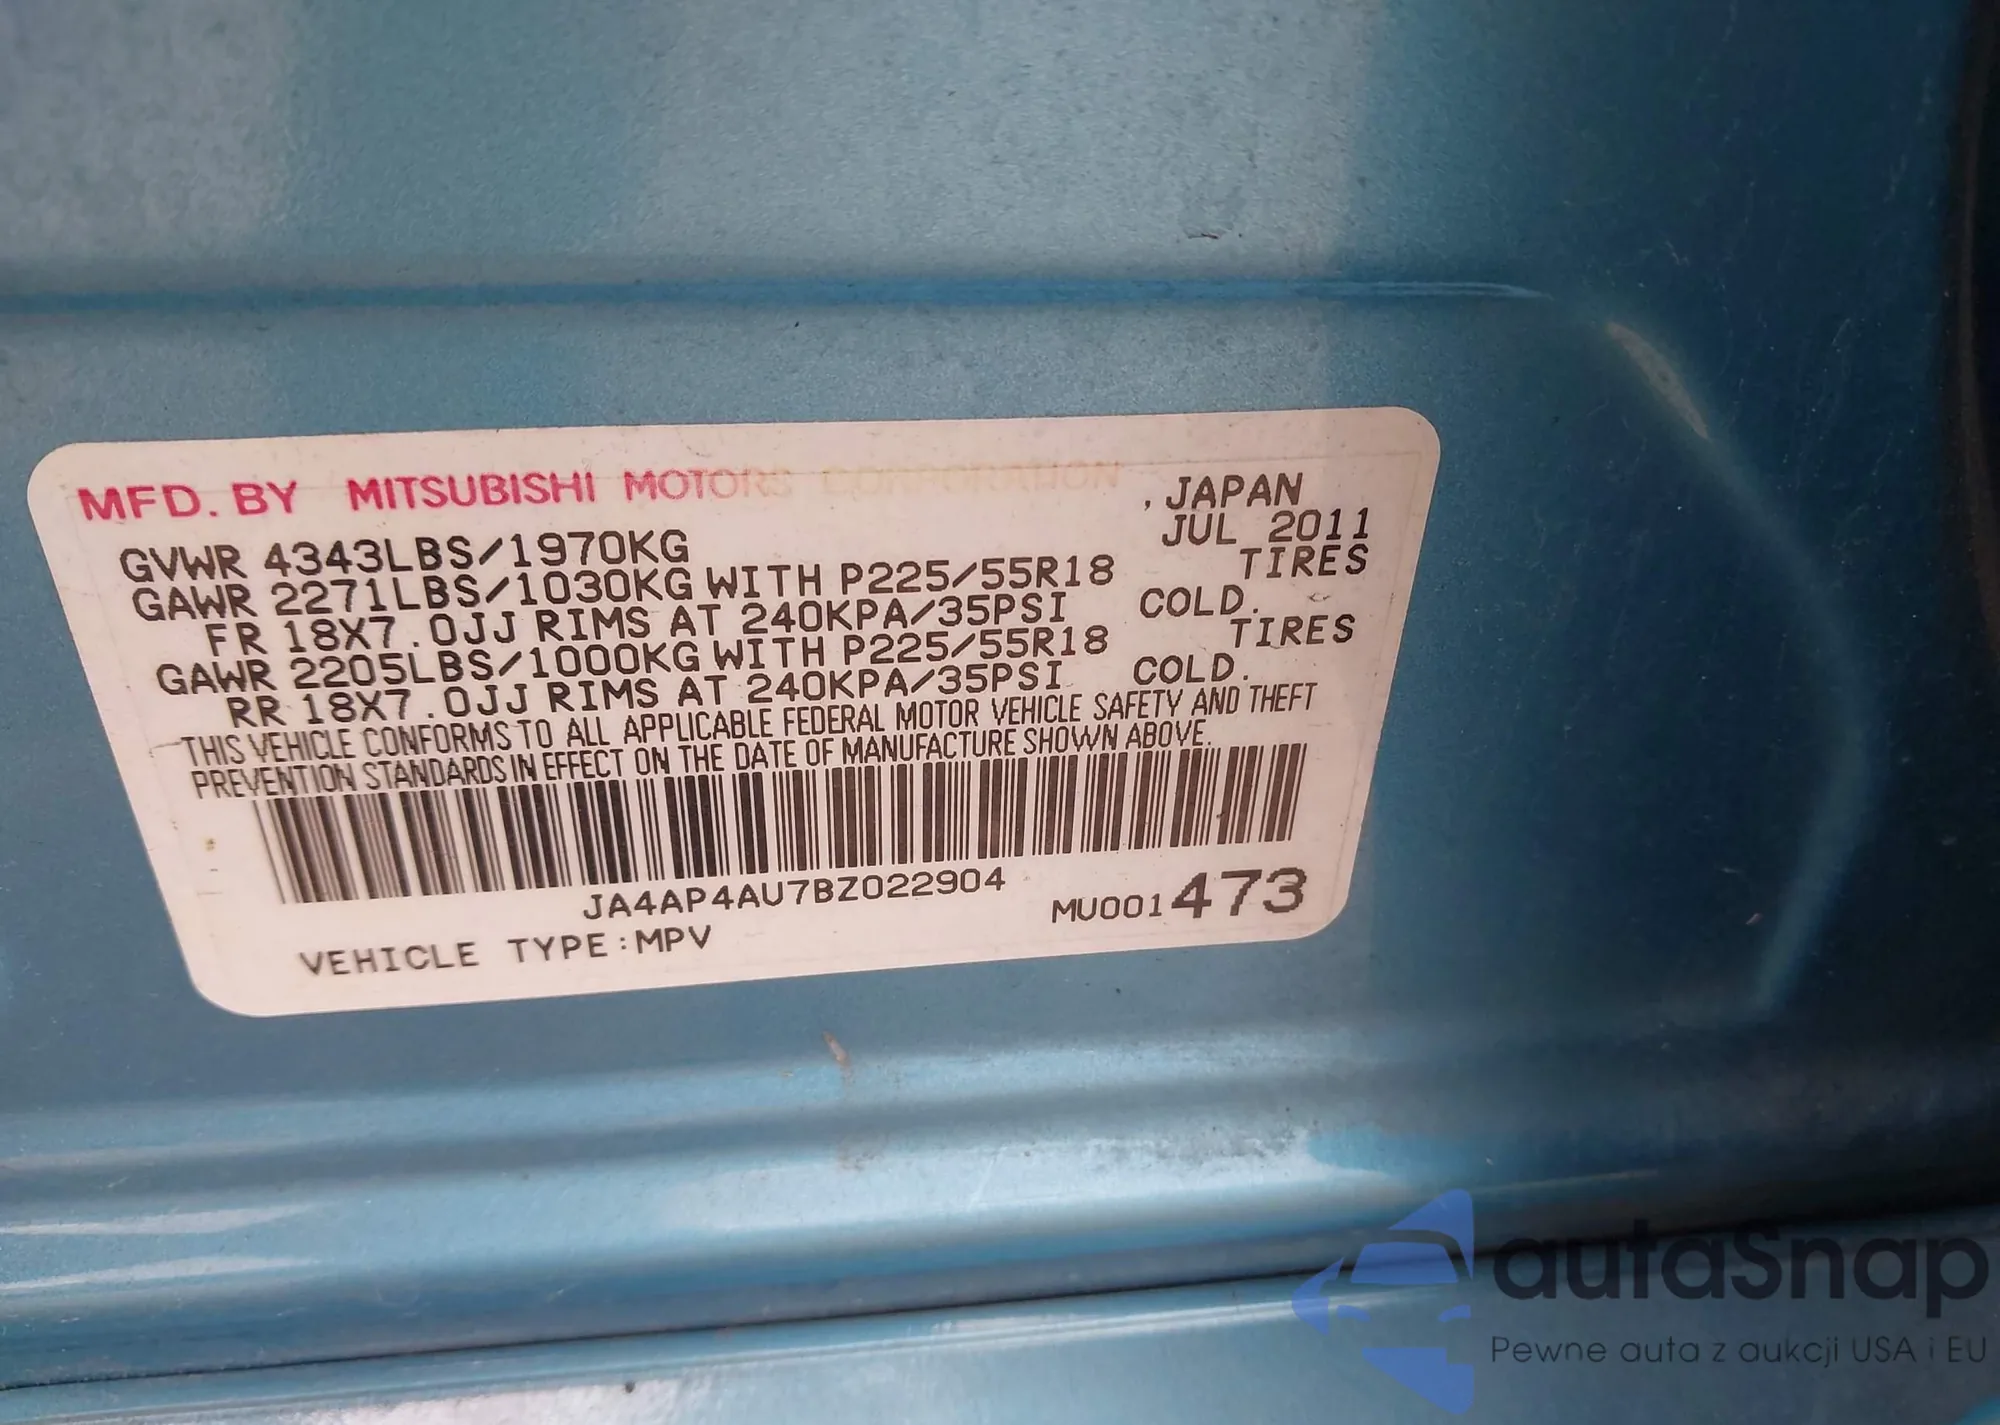 MFD. BY MITSUBISHI MOTORS CORPORATION , JAPAN
GVWR 4343LBS/1970KG JUL 2011
GAWR 2271LBS/1030KG WITH P225/55R18 TIRES
FR 18X7.0JJ RIMS AT 240KPA/35PSI COLD.
GAWR 2205LBS/1000KG WITH P225/55R18 TIRES
RR 18X7.0JJ RIMS AT 240KPA/35PSI COLD.
THIS VEHICLE CONFORMS TO ALL APPLICABLE FEDERAL MOTOR VEHICLE SAFETY AND THEFT
PREVENTION STANDARDS IN EFFECT ON THE DATE OF MANUFACTURE SHOWN ABOVE.
JA4AP4AU7BZ022904
MU001473
VEHICLE TYPE:MPV
autaSnap
Pewne auta z aukcji USA i EU